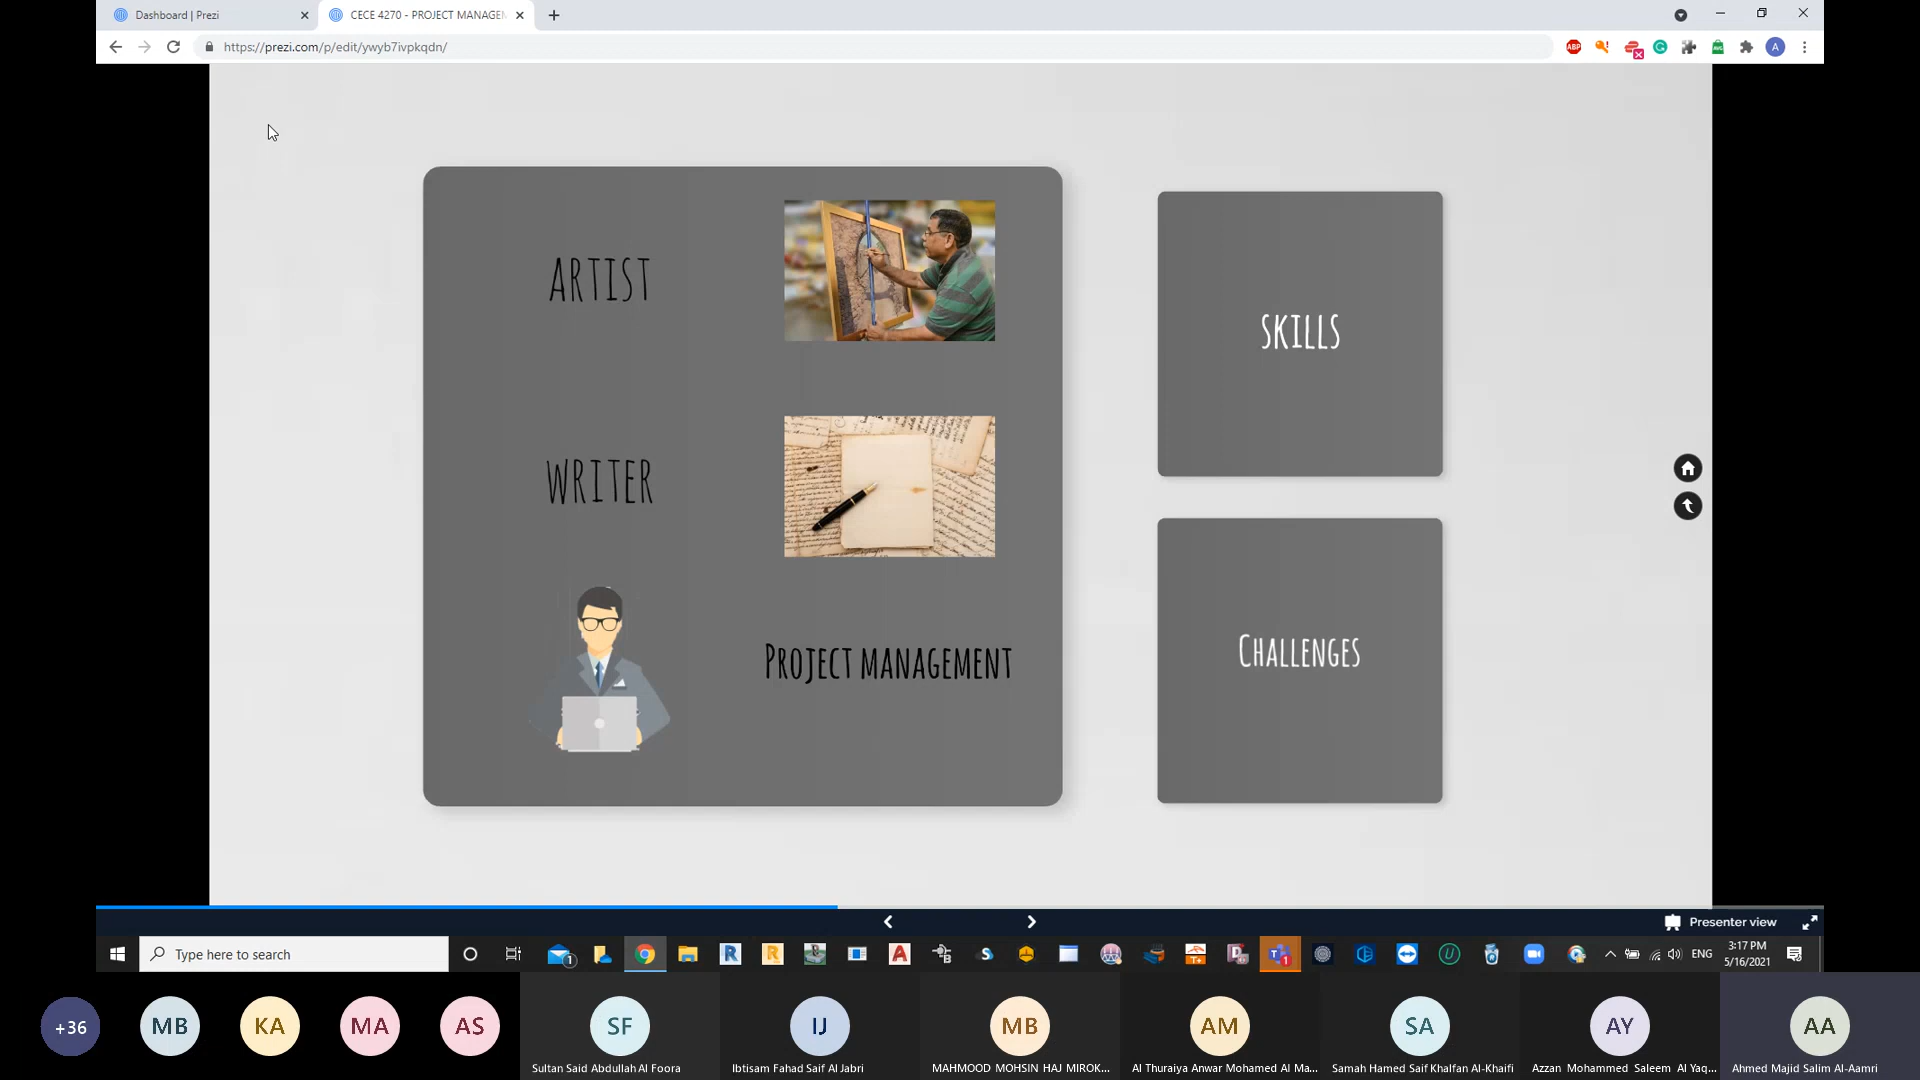 Dashboard | Prezi
CECE 4270 - PROJECT MANAGEM
https://prezi.com/p/edit/ywyb7ivpkqdn/
ABP
A
ARTIST
WRITER
PROJECT MANAGEMENT
SKILLS
CHALLENGES
Presenter view
Type here to search
ENG
3:17 PM
5/16/2021
+36
MB
KA
MA
AS
SF
Sultan Said Abdullah Al Foora
IJ
Ibtisam Fahad Saif Al Jabri
MB
MAHMOOD MOHSIN HAJ MIROK...
AM
Al Thuraiya Anwar Mohamed Al Ma...
SA
Samah Hamed Saif Khalfan Al-Khaifi
AY
Azzan Mohammed Saleem Al Yaq...
AA
Ahmed Majid Salim Al-Aamri